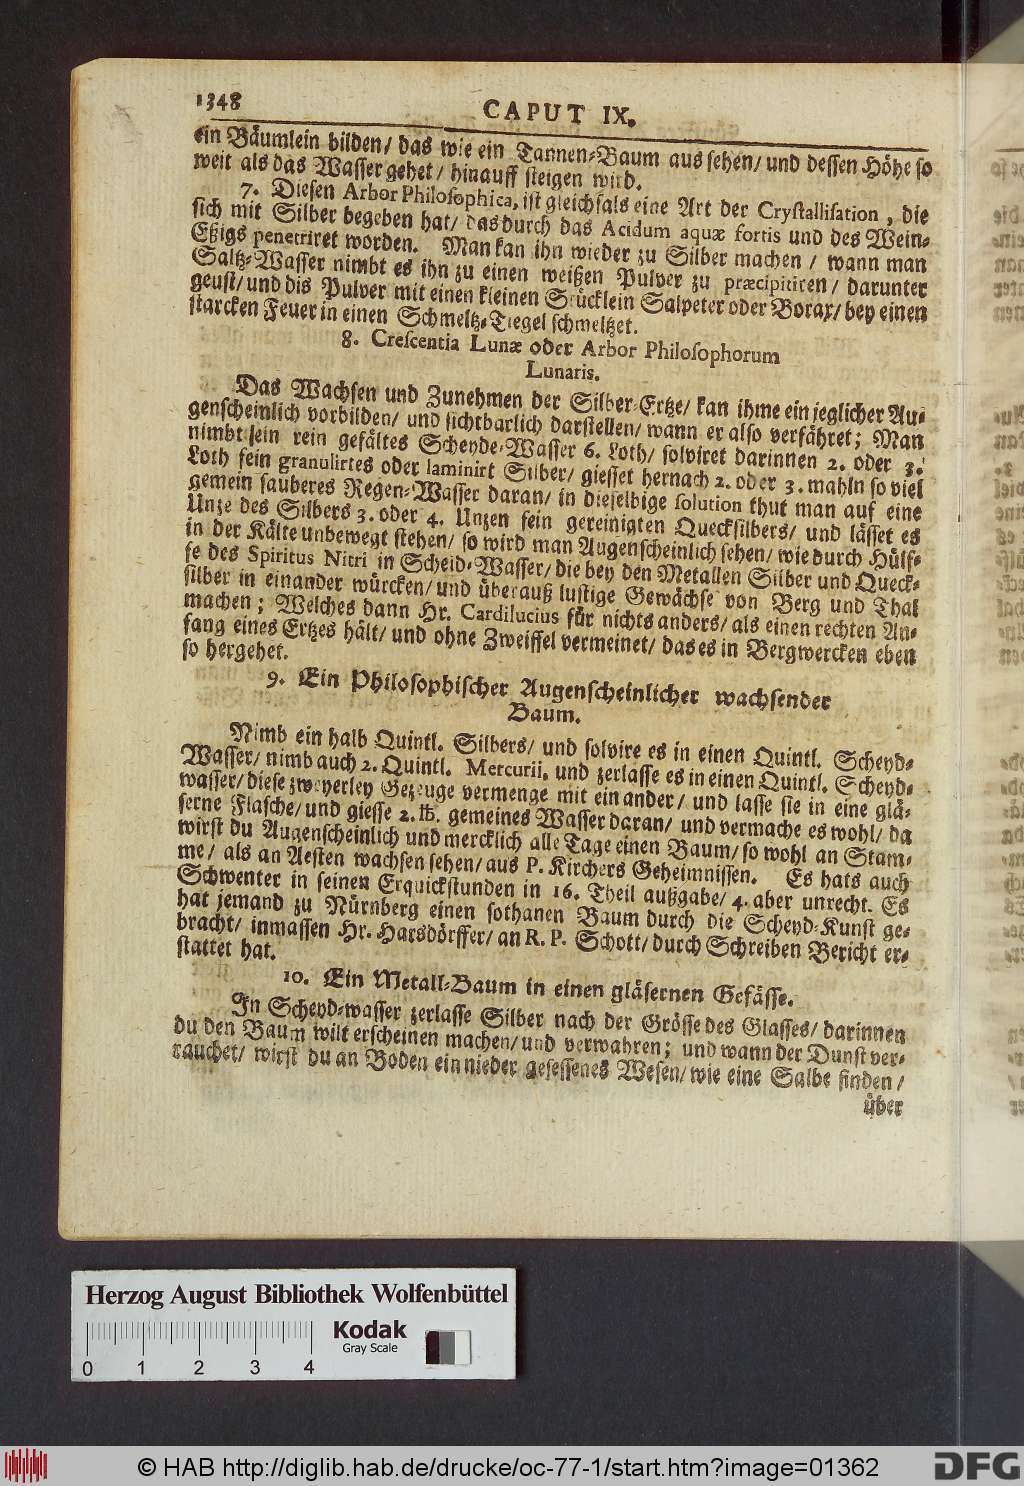 1348
CAPUT IX.
ein Bäumlein bilden/ das wie ein Tannen-Baum aus sehen/ und dessen Höhe so
weit als das Wasser gehet/ hinauff steigen wird.
7. Diesen Arbor Philosophica, ist gleichfals eine Art der Crystallisation, die
sich mit Silber begeben hat/ das durch das Acidum aquæ fortis und des Wein-
Eßigs penetriret worden. Man kan ihn wieder zu Silber machen/ wann man
Saltz-Wasser nimbt es ihn zu einen weißen Pulver zu præcipitiren/ darunter
geust/ und dis Pulver mit einen kleinen Stücklein Salpeter oder Borax/ bey einen
starcken Feuer in einen Schmeltz-Tiegel schmeltzet.
8. Crescentia Lunæ oder Arbor Philosophorum
Lunaris.
Das Wachsen und Zunehmen der Silber-Ertze/ kan ihme ein jeglicher Au-
genscheinlich vorbilden/ und sichtbarlich darstellen/ wann er also verfähret; Man
nimbt sein rein gefältes Scheyde-Wasser 6. Loth/ solviret darinnen 2. oder 3.
Loth fein granulirtes oder laminirt Silber/ giesset hernach 2. oder 3. mahln so viel
gemein sauberes Regen-Wasser daran/ in dieselbige solution thut man auf eine
Unze des Silbers 3. oder 4. Unzen fein gereinigten Quecksilbers/ und lässet es
in der Kälte unbewegt stehen/ so wird man Augenscheinlich sehen/ wie durch Hülf-
fe des Spiritus Nitri in Scheid-Wasser/ die bey den Metallen Silber und Queck-
silber in einander würcken/ und überauß lustige Gewächse von Berg und Thal
machen; Welches dann Hr. Cardilucius für nichts anders/ als einen rechten An-
fang eines Ertzes hält/ und ohne Zweiffel vermeinet/ das es in Bergwercken eben
so hergehet.
9. Ein Philosophischer Augenscheinlicher wachsender
Baum.
Nimb ein halb Quintl. Silbers/ und solvire es in einen Quintl. Scheyd-
Wasser/ nimb auch 2. Quintl. Mercurii, und zerlasse es in einen Quintl. Scheyd-
wasser/ diese zweyerley Gezeuge vermenge mit ein ander/ und lasse sie in eine glä-
serne Flasche/ und giesse 2. ℔. gemeines Wasser daran/ und vermache es wohl/ da
wirst du Augenscheinlich und mercklich alle Tage einen Baum/ so wohl an Stam-
me/ als an Aesten wachsen sehen/ aus P. Kirchers Geheimnissen. Es hats auch
Schwenter in seinen Erquickstunden in 16. Theil außgabe/ 4. aber unrecht. Es
hat jemand zu Nürnberg einen sothanen Baum durch die Scheyd-Kunst ge-
bracht/ inmassen Hr. Harsdörffer/ an R. P. Schott/ durch Schreiben Bericht er-
stattet hat.
10. Ein Metall-Baum in einen gläsernen Gefässe.
In Scheyd-wasser zerlasse Silber nach der Grösse des Glasses/ darinnen
du den Baum wilt erscheinen machen/ und verwahren; und wann der Dunst ver-
rauchet/ wirst du an Boden ein nieder gesessenes Wesen/ wie eine Salbe finden/
über
Herzog August Bibliothek Wolfenbüttel
0 1 2 3 4
Kodak
Gray Scale
© HAB http://diglib.hab.de/drucke/oc-77-1/start.htm?image=01362
DFG